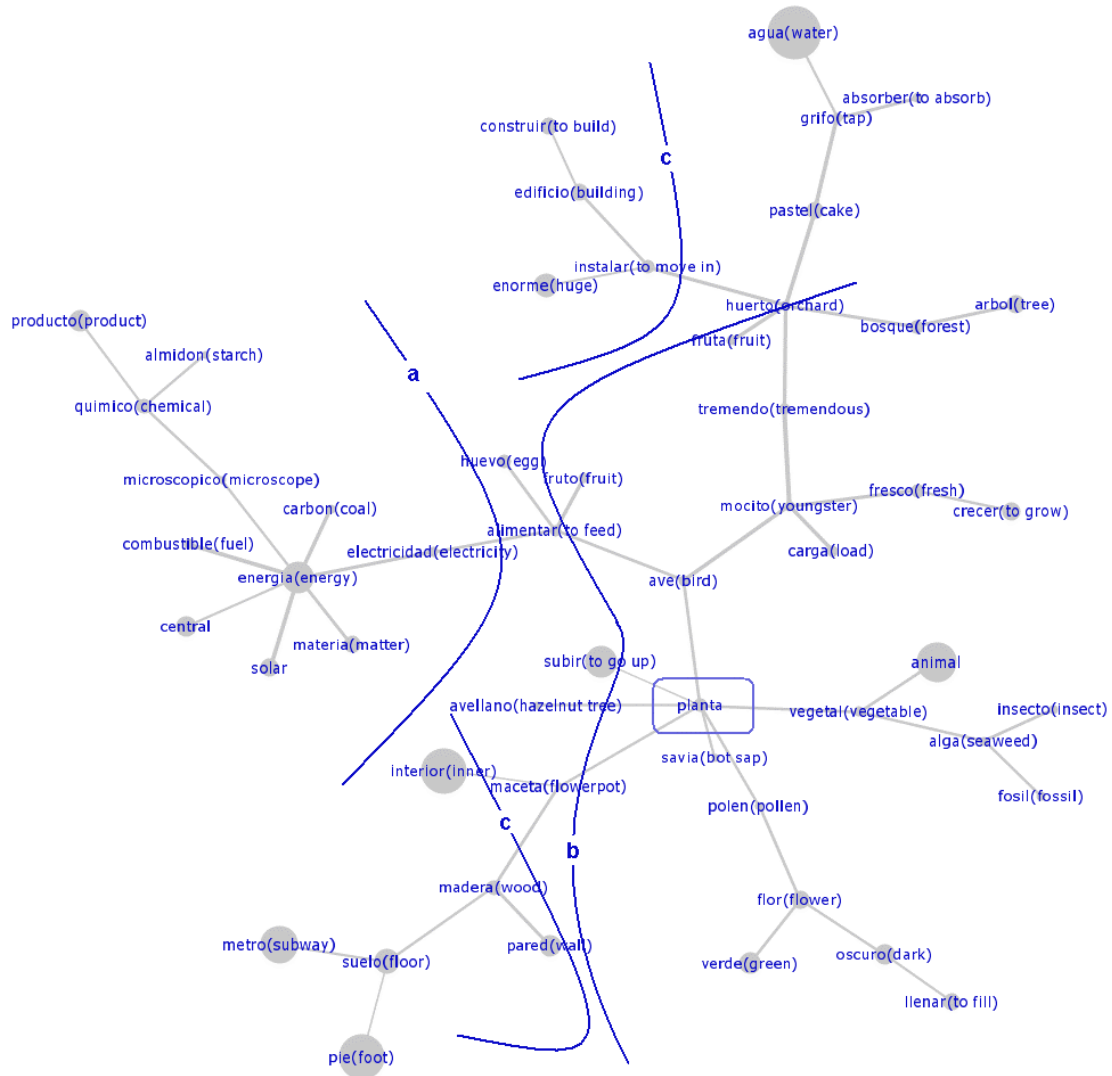 agua(water)
absorber(to absorb)
grifo(tap)
construir(to build)
c
edificio(building)
pastel(cake)
instalar(to move in)
enorme(huge)
huerto(orchard)
arbol(tree)
bosque(forest)
producto(product)
fruta(fruit)
almidon(starch)
a
quimico(chemical)
tremendo(tremendous)
huevo(egg)
fruto(fruit)
microscopico(microscope)
fresco(fresh)
carbon(coal)
mocito(youngster)
crecer(to grow)
alimentar(to feed)
combustible(fuel)
electricidad(electricity)
carga(load)
energia(energy)
ave(bird)
central
materia(matter)
solar
subir(to go up)
animal
avellano(hazelnut tree)
planta
vegetal(vegetable)
insecto(insect)
alga(seaweed)
savia(bot sap)
interior(inner)
maceta(flowerpot)
fosil(fossil)
polen(pollen)
c
b
madera(wood)
flor(flower)
metro(subway)
pared(wall)
suelo(floor)
verde(green)
oscuro(dark)
llenar(to fill)
pie(foot)